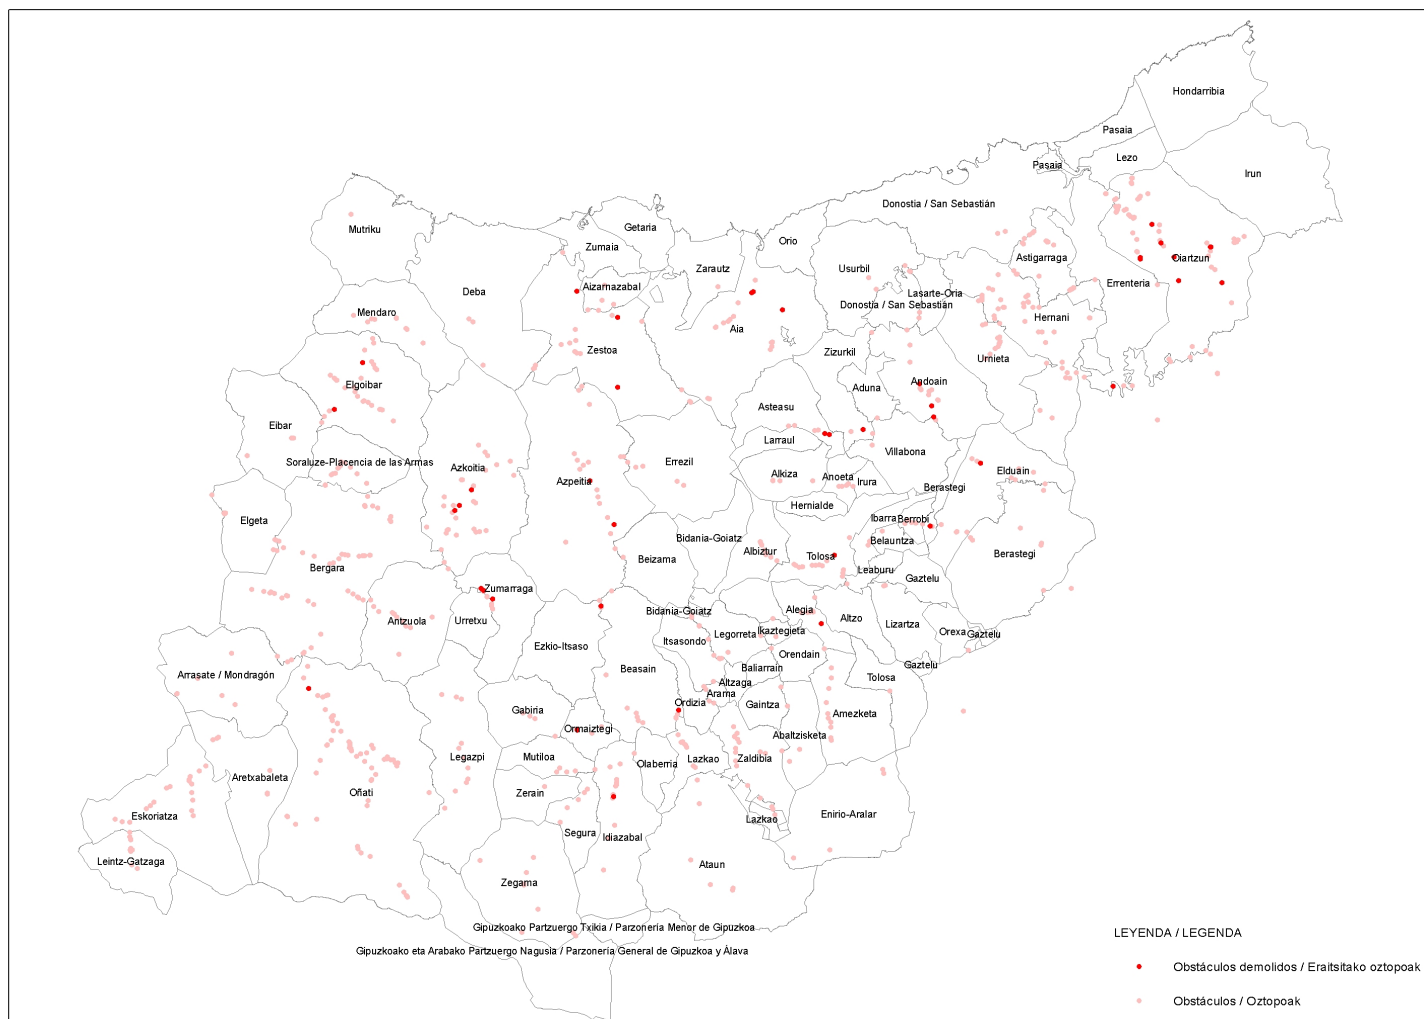 Hondarribia
Pasaia
Lezo
Pasaia
Irun
Donostia / San Sebastián
Getaria
Mutriku
Orio
Zumaia
Astigarraga
Oiartzun
Zarautz
Usurbil
Errenteria
Aizarnazabal
Deba
Lasarte-Oria
Donostia / San Sebastián
Mendaro
Hernani
Aia
Zestoa
Zizurkil
Urnieta
Elgoibar
Andoain
Aduna
Asteasu
Eibar
Larraul
Villabona
Soraluze-Placencia de las Armas
Errezil
Azkoitia
Elduain
Alkiza
Anoeta
Irura
Azpeitia
Berastegi
Hernialde
Elgeta
Ibarra
Berrobi
Bidania-Goiatz
Belauntza
Albiztur
Tolosa
Berastegi
Beizama
Bergara
Leaburu
Gaztelu
Zumarraga
Bidania-Goiatz
Alegia
Altzo
Antzuola
Urretxu
Lizartza
Ikaztegieta
Orexa
Gaztelu
Legorreta
Itsasondo
Ezkio-Itsaso
Orendain
Gaztelu
Beasain
Baliarrain
Arrasate / Mondragón
Tolosa
Altzaga
Arama
Ordizia
Gaintza
Gabiria
Amezketa
Ormaiztegi
Abaltzisketa
Legazpi
Mutiloa
Lazkao
Zaldibia
Olaberria
Aretxabaleta
Zerain
Oñati
Eskoriatza
Enirio-Aralar
Lazkao
Segura
Idiazabal
Leintz-Gatzaga
Ataun
Zegama
Gipuzkoako Partzuergo Txikia / Parzonería Menor de Gipuzkoa
Gipuzkoako eta Arabako Partzuergo Nagusia / Parzonería General de Gipuzkoa y Álava
LEYENDA / LEGENDA
Obstáculos demolidos / Eraitsitako oztopoak
Obstáculos / Oztopoak